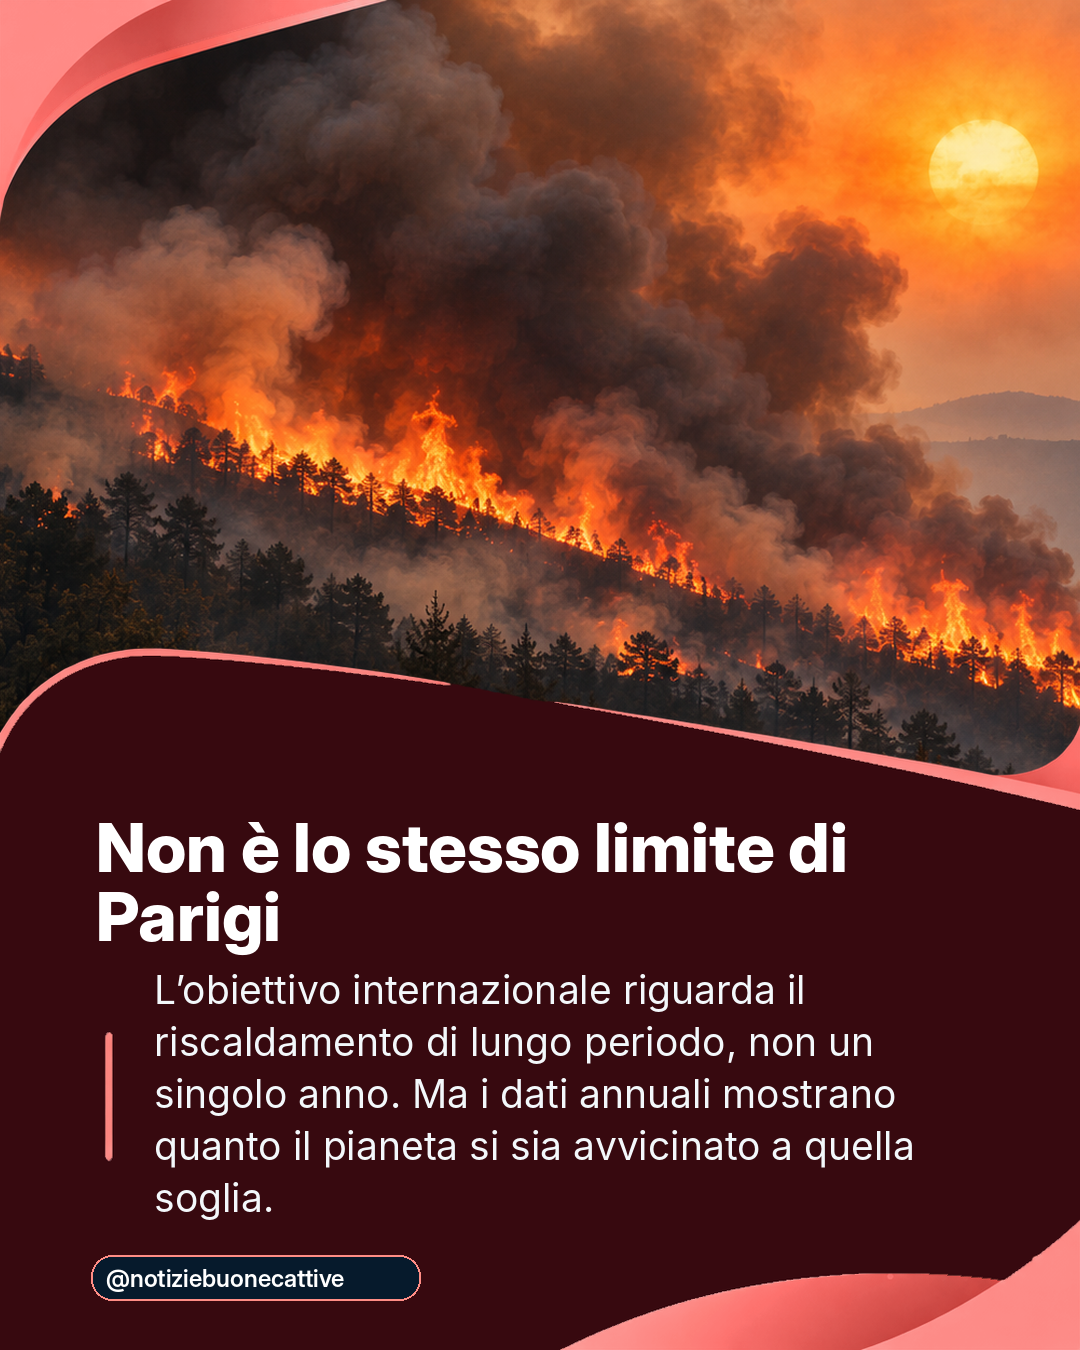 Non è lo stesso limite di
Parigi
L’obiettivo internazionale riguarda il
riscaldamento di lungo periodo, non un
singolo anno. Ma i dati annuali mostrano
quanto il pianeta si sia avvicinato a quella
soglia.
@notiziebuonecattive